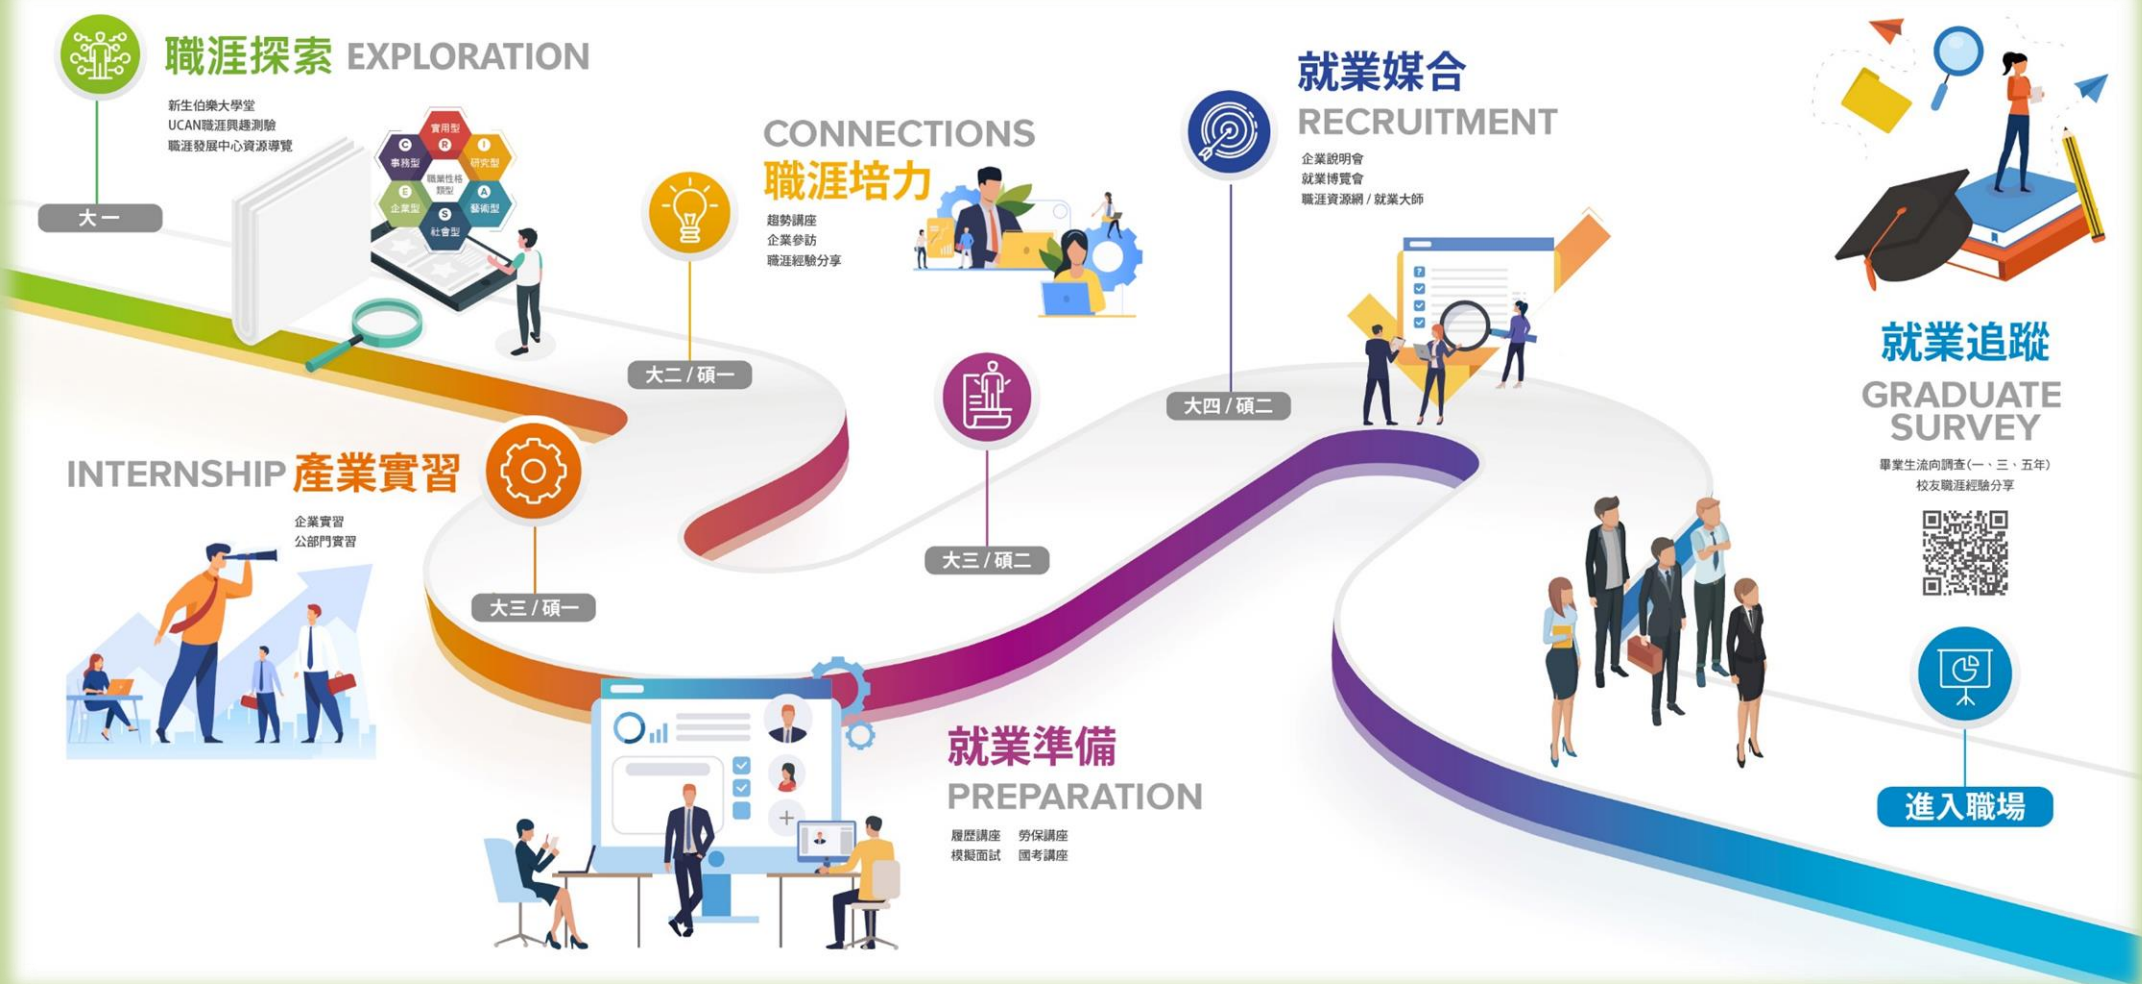 職涯探索 EXPLORATION
新生伯樂大學堂
UCAN職涯興趣測驗
職涯發展中心資源導覽
大一
實用型
R
C
事務型
I
研究型
職業性格
類型
E
企業型
A
藝術型
S
社會型
CONNECTIONS
職涯培力
趨勢講座
企業參訪
職涯經驗分享
大二 / 碩一
INTERNSHIP 產業實習
企業實習
公部門實習
大三 / 碩一
就業準備
PREPARATION
履歷講座 勞保講座
模擬面試 國考講座
大三 / 碩二
就業媒合
RECRUITMENT
企業說明會
就業博覽會
職涯資源網 / 就業大師
大四 / 碩二
就業追蹤
GRADUATE
SURVEY
畢業生流向調查(一、三、五年)
校友職涯經驗分享
進入職場